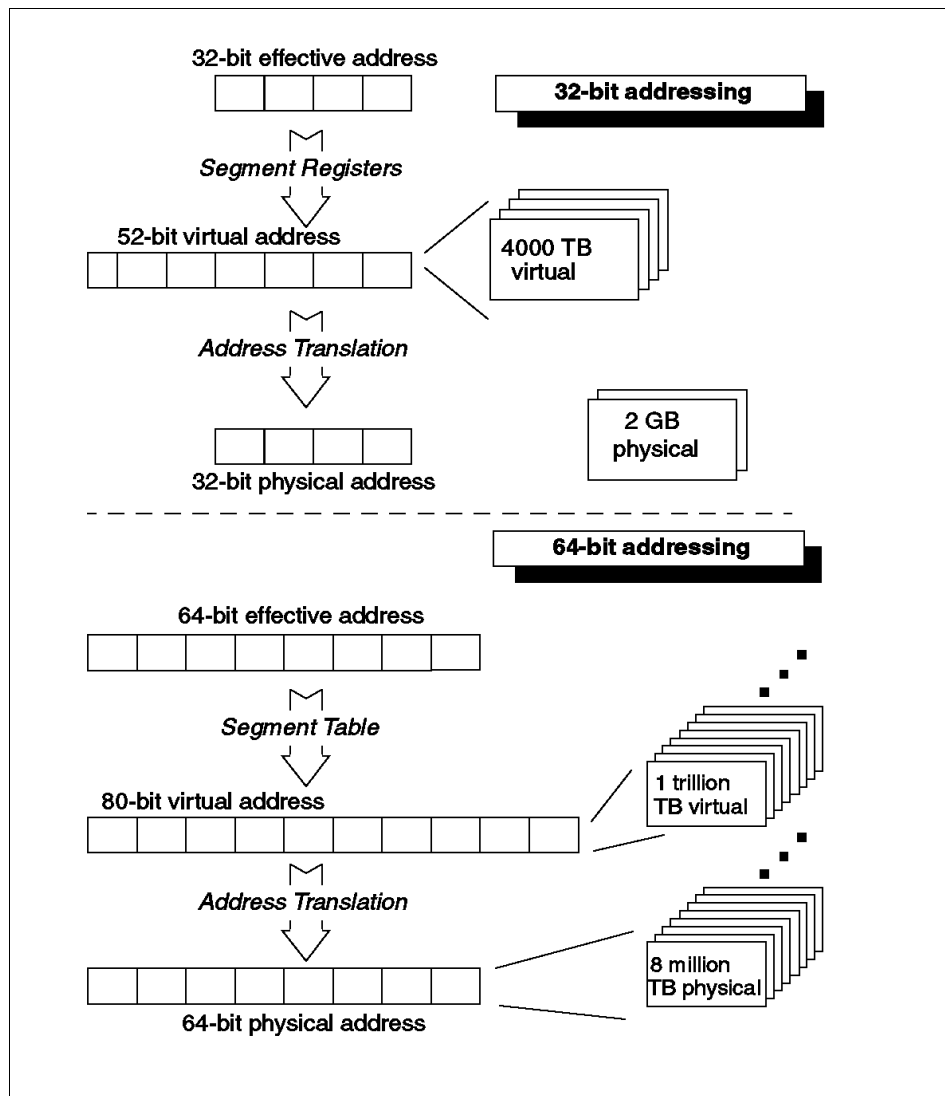 32-bit effective address
32-bit addressing
Segment Registers
52-bit virtual address
4000 TB
virtual
Address Translation
2 GB
physical
32-bit physical address
64-bit addressing
64-bit effective address
Segment Table
80-bit virtual address
1 trillion
TB virtual
Address Translation
8 million
TB physical
64-bit physical address